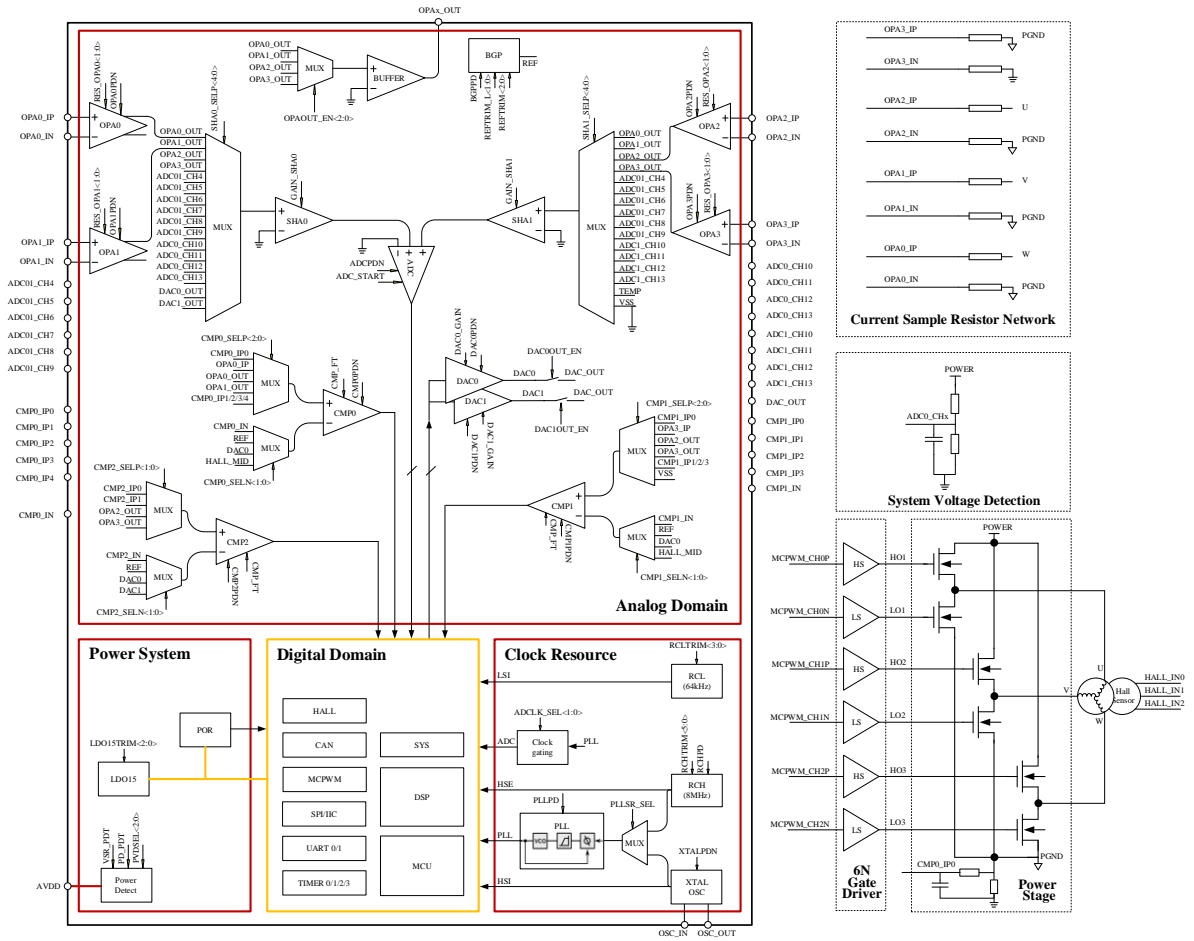 OPAx_OUT
OPA0_OUT
OPA1_OUT
OPA2_OUT
OPA3_OUT
MUX
BUFFER
OPAOUT_EN<2:0>
BGP
REF
BGPPD
REFTRIM_L<1:0>
REFTRIM<2:0>
RES_OPA0<1:0>
OPA0PDN
OPA0_IP
OPA0_IN
OPA0
RES_OPA1<1:0>
OPA1PDN
OPA1_IP
OPA1_IN
OPA1
ADC01_CH4
ADC01_CH5
ADC01_CH6
ADC01_CH7
ADC01_CH8
ADC01_CH9
CMP0_IP0
CMP0_IP1
CMP0_IP2
CMP0_IP3
CMP0_IP4
CMP0_IN
SHA0_SELP<4:0>
OPA0_OUT
OPA1_OUT
OPA2_OUT
OPA3_OUT
ADC01_CH4
ADC01_CH5
ADC01_CH6
ADC01_CH7
ADC01_CH8
ADC01_CH9
ADC0_CH10
ADC0_CH11
ADC0_CH12
ADC0_CH13
DAC0_OUT
DAC1_OUT
MUX
GAIN_SHA0
SHA0
ADC
ADCPDN
ADC_START
GAIN_SHA1
SHA1
SHA1_SELP<4:0>
MUX
OPA0_OUT
OPA1_OUT
OPA2_OUT
OPA3_OUT
ADC01_CH4
ADC01_CH5
ADC01_CH6
ADC01_CH7
ADC01_CH8
ADC01_CH9
ADC1_CH10
ADC1_CH11
ADC1_CH12
ADC1_CH13
TEMP
VSS
OPA2PDN
RES_OPA2<1:0>
OPA2
OPA2_IP
OPA2_IN
OPA3PDN
RES_OPA3<1:0>
OPA3
OPA3_IP
OPA3_IN
ADC0_CH10
ADC0_CH11
ADC0_CH12
ADC0_CH13
ADC1_CH10
ADC1_CH11
ADC1_CH12
ADC1_CH13
DAC_OUT
CMP1_IP0
CMP1_IP1
CMP1_IP2
CMP1_IP3
CMP1_IN
CMP0_SELP<2:0>
CMP0_IP0
OPA0_IP
OPA0_OUT
OPA1_OUT
CMP0_IP1/2/3/4
MUX
CMP_FT
CMP0PDN
CMP0
CMP0_IN
REF
DAC0
HALL_MID
MUX
CMP0_SELN<1:0>
CMP2_SELP<1:0>
CMP2_IP0
CMP2_IP1
OPA2_OUT
OPA3_OUT
MUX
CMP2
CMP2PDN
CMP_FT
CMP2_IN
REF
DAC0
DAC1
MUX
CMP2_SELN<1:0>
DAC0_GAIN
DAC0PDN
DAC0
DAC1
DAC1PDN
DAC1_GAIN
DAC0OUT_EN
DAC0
DAC_OUT
DAC1
DAC_OUT
DAC1OUT_EN
CMP1_SELP<2:0>
CMP1_IP0
OPA3_IP
OPA2_OUT
OPA3_OUT
CMP1_IP1/2/3
VSS
MUX
CMP1
CMP_FT
CMP1PDN
CMP1_IN
REF
DAC0
HALL_MID
MUX
CMP1_SELN<1:0>
Analog Domain
Power System
POR
LDO15TRIM<2:0>
LDO15
VSR_PDT
PD_PDT
PVDSEL<2:0>
Power
Detect
AVDD
Digital Domain
HALL
CAN
MCPWM
SPI/IIC
UART 0/1
TIMER 0/1/2/3
SYS
DSP
MCU
Clock Resource
RCLTRIM<3:0>
RCL
(64kHz)
LSI
ADCLK_SEL<1:0>
ADC
Clock
gating
PLL
RCHTRIM<5:0>
RCHPD
RCH
(8MHz)
HSE
PLLPD
PLLSR_SEL
PLL
PLL
VCO
MUX
XTALPDN
XTAL
OSC
HSI
OSC_IN
OSC_OUT
OPA3_IP
PGND
OPA3_IN
OPA2_IP
U
OPA2_IN
PGND
OPA1_IP
V
OPA1_IN
PGND
OPA0_IP
W
OPA0_IN
PGND
Current Sample Resistor Network
POWER
ADC0_CHx
System Voltage Detection
MCPWM_CH0P
HS
HO1
MCPWM_CH0N
LS
LO1
MCPWM_CH1P
HS
HO2
MCPWM_CH1N
LS
LO2
MCPWM_CH2P
HS
HO3
MCPWM_CH2N
LS
LO3
6N
Gate
Driver
POWER
PGND
CMP0_IP0
Power
Stage
U
V
W
Hall
Sensor
HALL_IN0
HALL_IN1
HALL_IN2